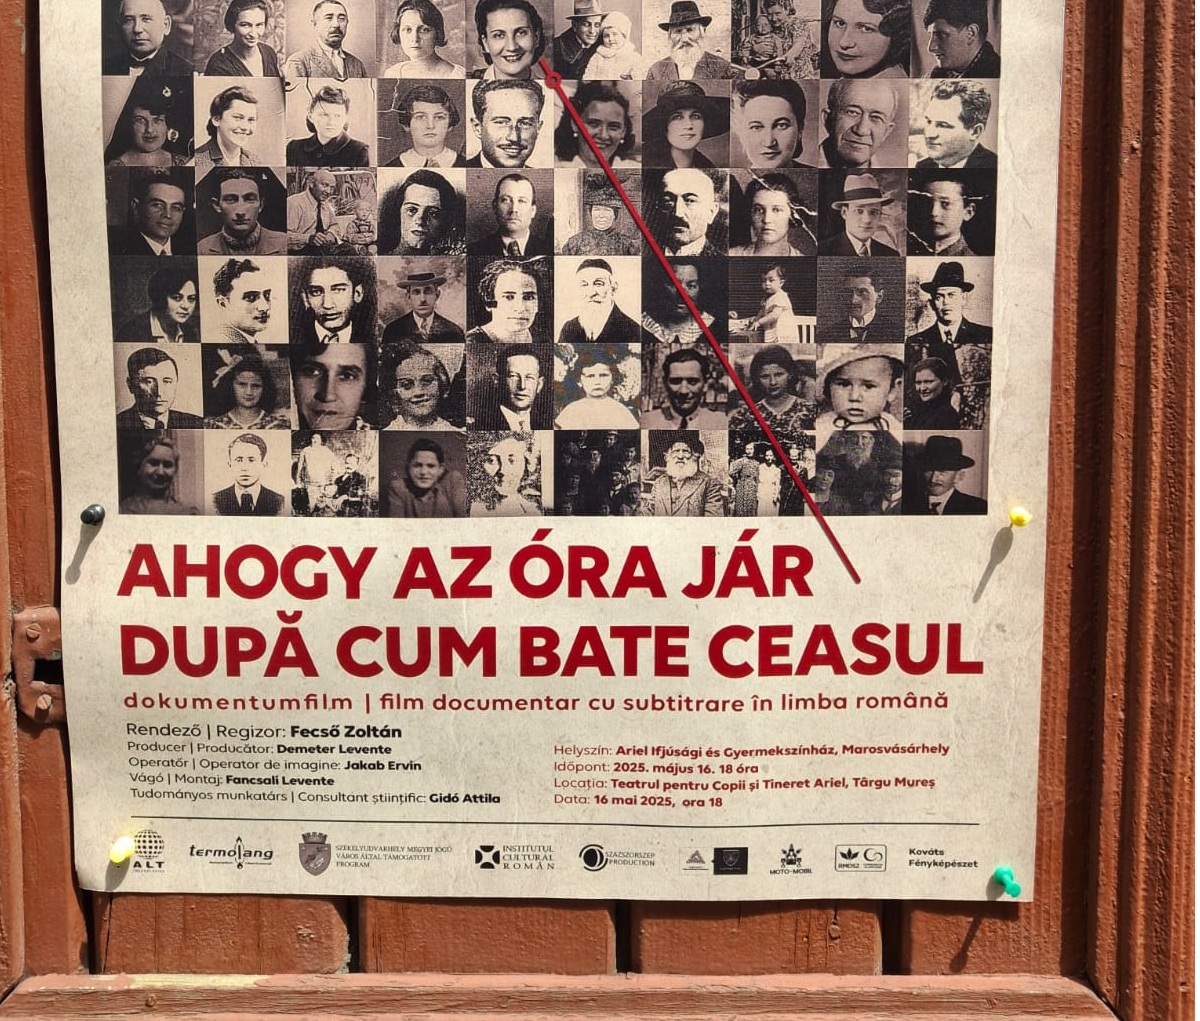 AHOGY AZ ÓRA JÁR
DUPĂ CUM BATE CEASUL
dokumentumfilm | film documentar cu subtitrare în limba română
Rendező | Regizor: Fecső Zoltán
Producer | Producător: Demeter Levente
Operatőr | Operator de imagine: Jakab Ervin
Vágó | Montaj: Fancsali Levente
Tudományos munkatárs | Consultant științific: Gidó Attila
Helyszín: Ariel Ifjúsági és Gyermekszínház, Marosvásárhely
Időpont: 2025. május 16. 18 óra
Locația: Teatrul pentru Copii și Tineret Ariel, Târgu Mureș
Data: 16 mai 2025, ora 18
ALT
termolang
SZÉKELYUDVARHELY MEGYEI JOGÚ
VÁROS ÁLTAL TÁMOGATOTT
PROGRAM
INSTITUTUL
CULTURAL
ROMÂN
SZÁZSZORSZÉP
PRODUCTION
MOTO-MOBIL
RMDSZ
Kováts
Fényképészet